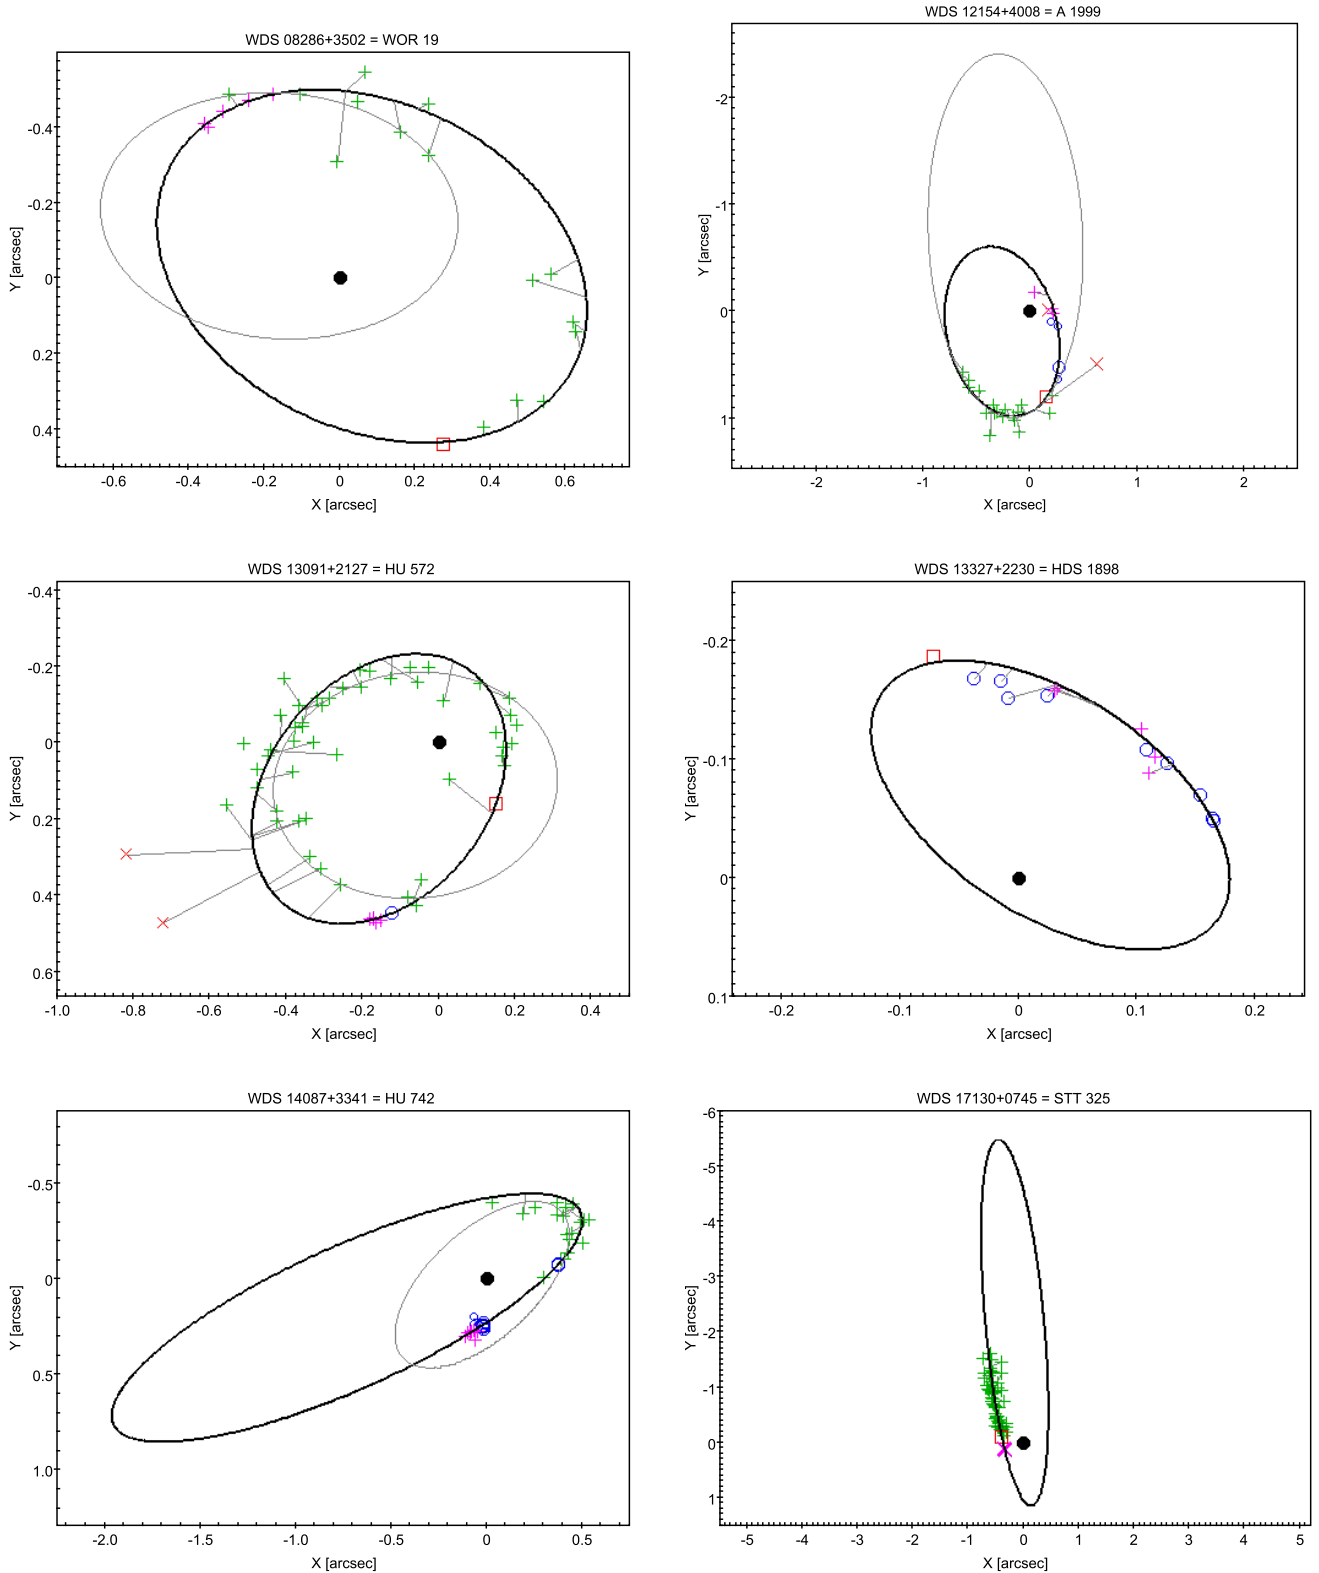 WDS 08286+3502 = WOR 19
Y [arcsec]
-0.4
-0.2
0
0.2
0.4
-0.6 -0.4 -0.2 0 0.2 0.4 0.6
X [arcsec]
WDS 12154+4008 = A 1999
Y [arcsec]
-2
-1
0
1
-2 -1 0 1 2
X [arcsec]
WDS 13091+2127 = HU 572
Y [arcsec]
-0.4
-0.2
0
0.2
0.4
0.6
-1.0 -0.8 -0.6 -0.4 -0.2 0 0.2 0.4
X [arcsec]
WDS 13327+2230 = HDS 1898
Y [arcsec]
-0.2
-0.1
0
0.1
-0.2 -0.1 0 0.1 0.2
X [arcsec]
WDS 14087+3341 = HU 742
Y [arcsec]
-0.5
0
0.5
1.0
-2.0 -1.5 -1.0 -0.5 0 0.5
X [arcsec]
WDS 17130+0745 = STT 325
Y [arcsec]
-6
-5
-4
-3
-2
-1
0
1
-5 -4 -3 -2 -1 0 1 2 3 4 5
X [arcsec]